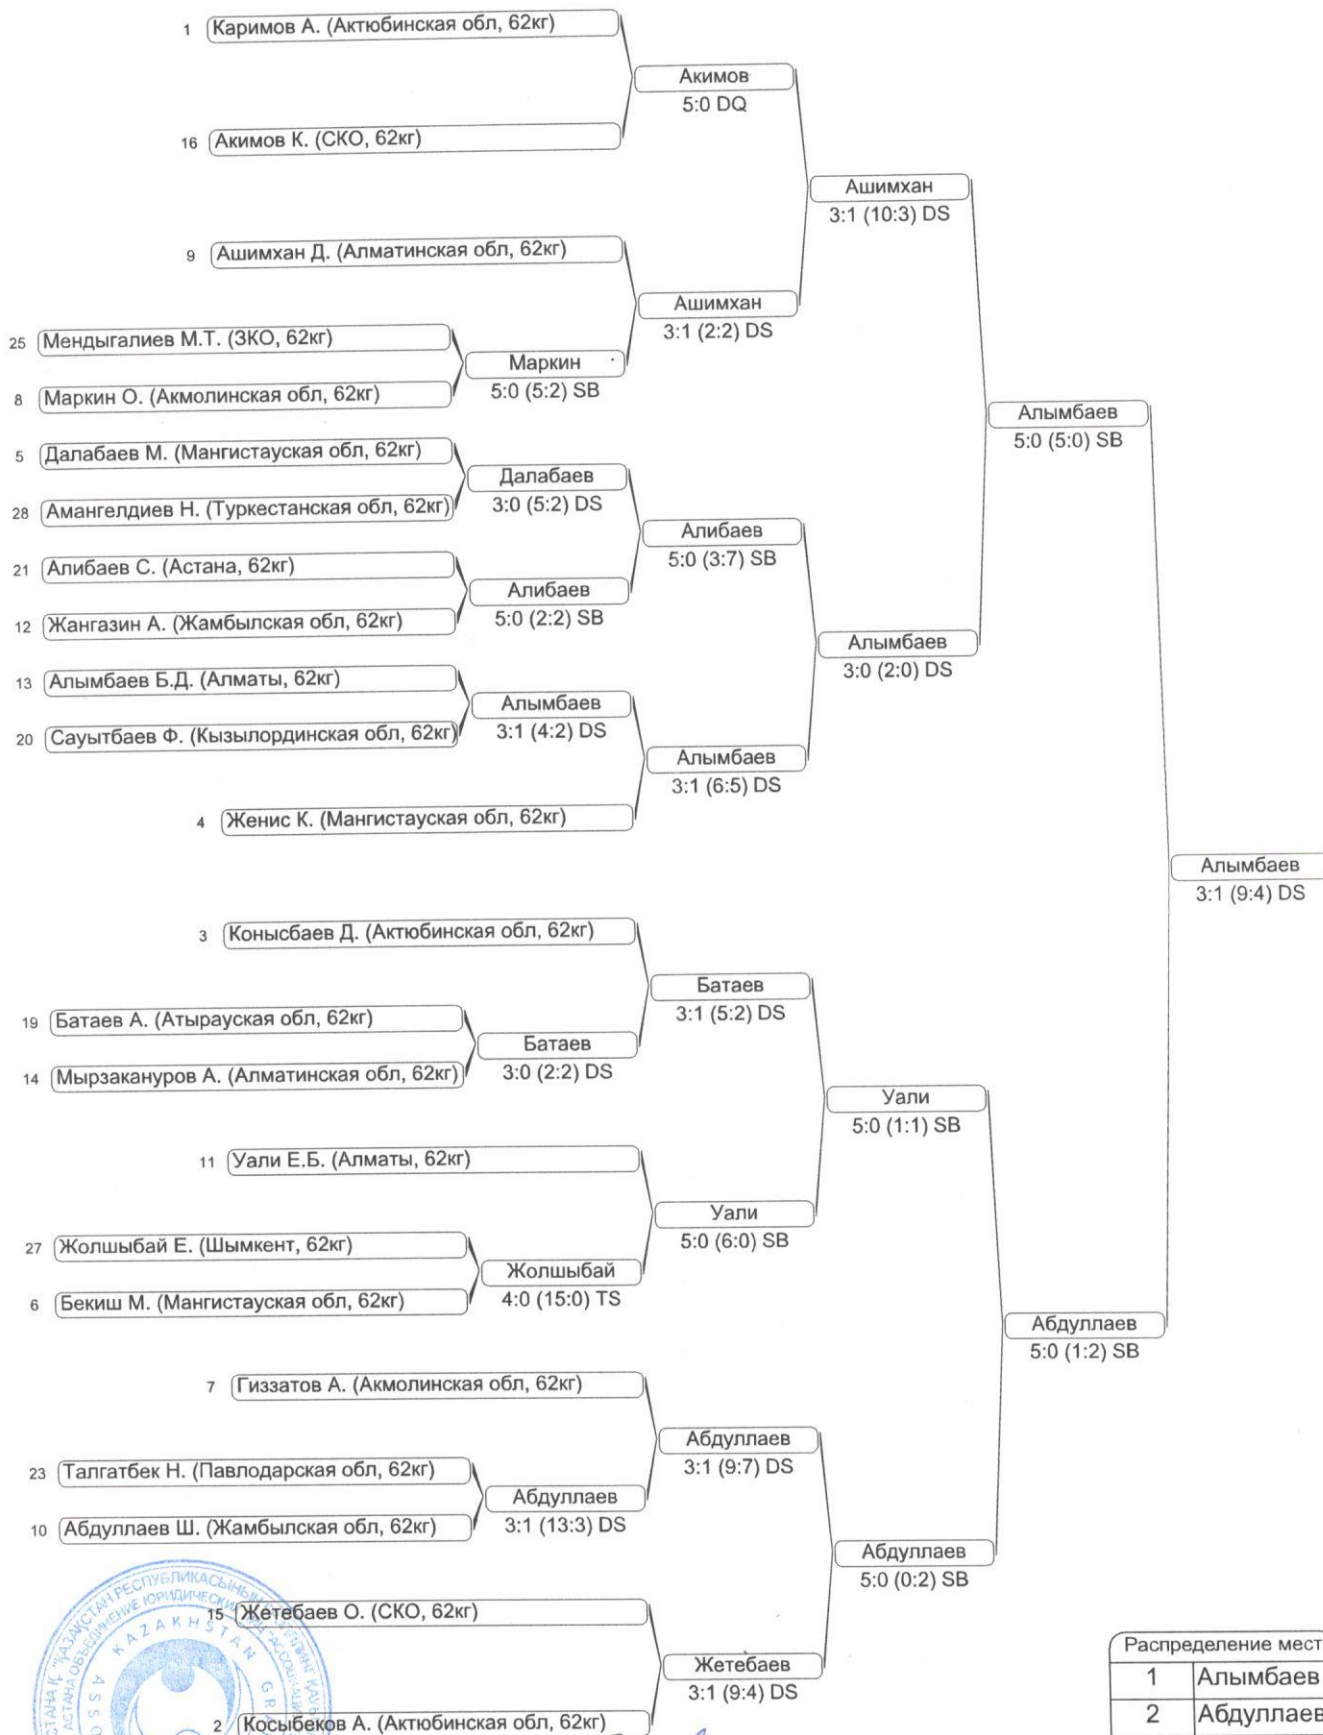 1 Каримов А. (Актюбинская обл, 62кг)
Акимов
5:0 DQ
16 Акимов К. (СКО, 62кг)
Ашимхан
3:1 (10:3) DS
9 Ашимхан Д. (Алматинская обл, 62кг)
Ашимхан
3:1 (2:2) DS
25 Мендыгалиев М.Т. (ЗКО, 62кг)
Маркин
5:0 (5:2) SB
8 Маркин О. (Акмолинская обл, 62кг)
Алымбаев
5:0 (5:0) SB
5 Далабаев М. (Мангистауская обл, 62кг)
Далабаев
3:0 (5:2) DS
28 Амангелдиев Н. (Туркестанская обл, 62кг)
Алибаев
5:0 (3:7) SB
21 Алибаев С. (Астана, 62кг)
Алибаев
5:0 (2:2) SB
12 Жангазин А. (Жамбылская обл, 62кг)
Алымбаев
3:0 (2:0) DS
13 Алымбаев Б.Д. (Алматы, 62кг)
Алымбаев
3:1 (4:2) DS
20 Сауытбаев Ф. (Кызылординская обл, 62кг)
Алымбаев
3:1 (6:5) DS
4 Женис К. (Мангистауская обл, 62кг)
Алымбаев
3:1 (9:4) DS
3 Конысбаев Д. (Актюбинская обл, 62кг)
Батаев
3:1 (5:2) DS
19 Батаев А. (Атырауская обл, 62кг)
Батаев
3:0 (2:2) DS
14 Мырзакануров А. (Алматинская обл, 62кг)
Уали
5:0 (1:1) SB
11 Уали Е.Б. (Алматы, 62кг)
Уали
5:0 (6:0) SB
27 Жолшыбай Е. (Шымкент, 62кг)
Жолшыбай
4:0 (15:0) TS
6 Бекиш М. (Мангистауская обл, 62кг)
Абдуллаев
5:0 (1:2) SB
7 Гиззатов А. (Акмолинская обл, 62кг)
Абдуллаев
3:1 (9:7) DS
23 Талгатбек Н. (Павлодарская обл, 62кг)
Абдуллаев
3:1 (13:3) DS
10 Абдуллаев Ш. (Жамбылская обл, 62кг)
Абдуллаев
5:0 (0:2) SB
15 Жетебаев О. (СКО, 62кг)
Жетебаев
3:1 (9:4) DS
2 Косыбеков А. (Актюбинская обл, 62кг)
Распределение мест
1 Алымбаев
2 Абдуллаев
KAZAKHSTAN